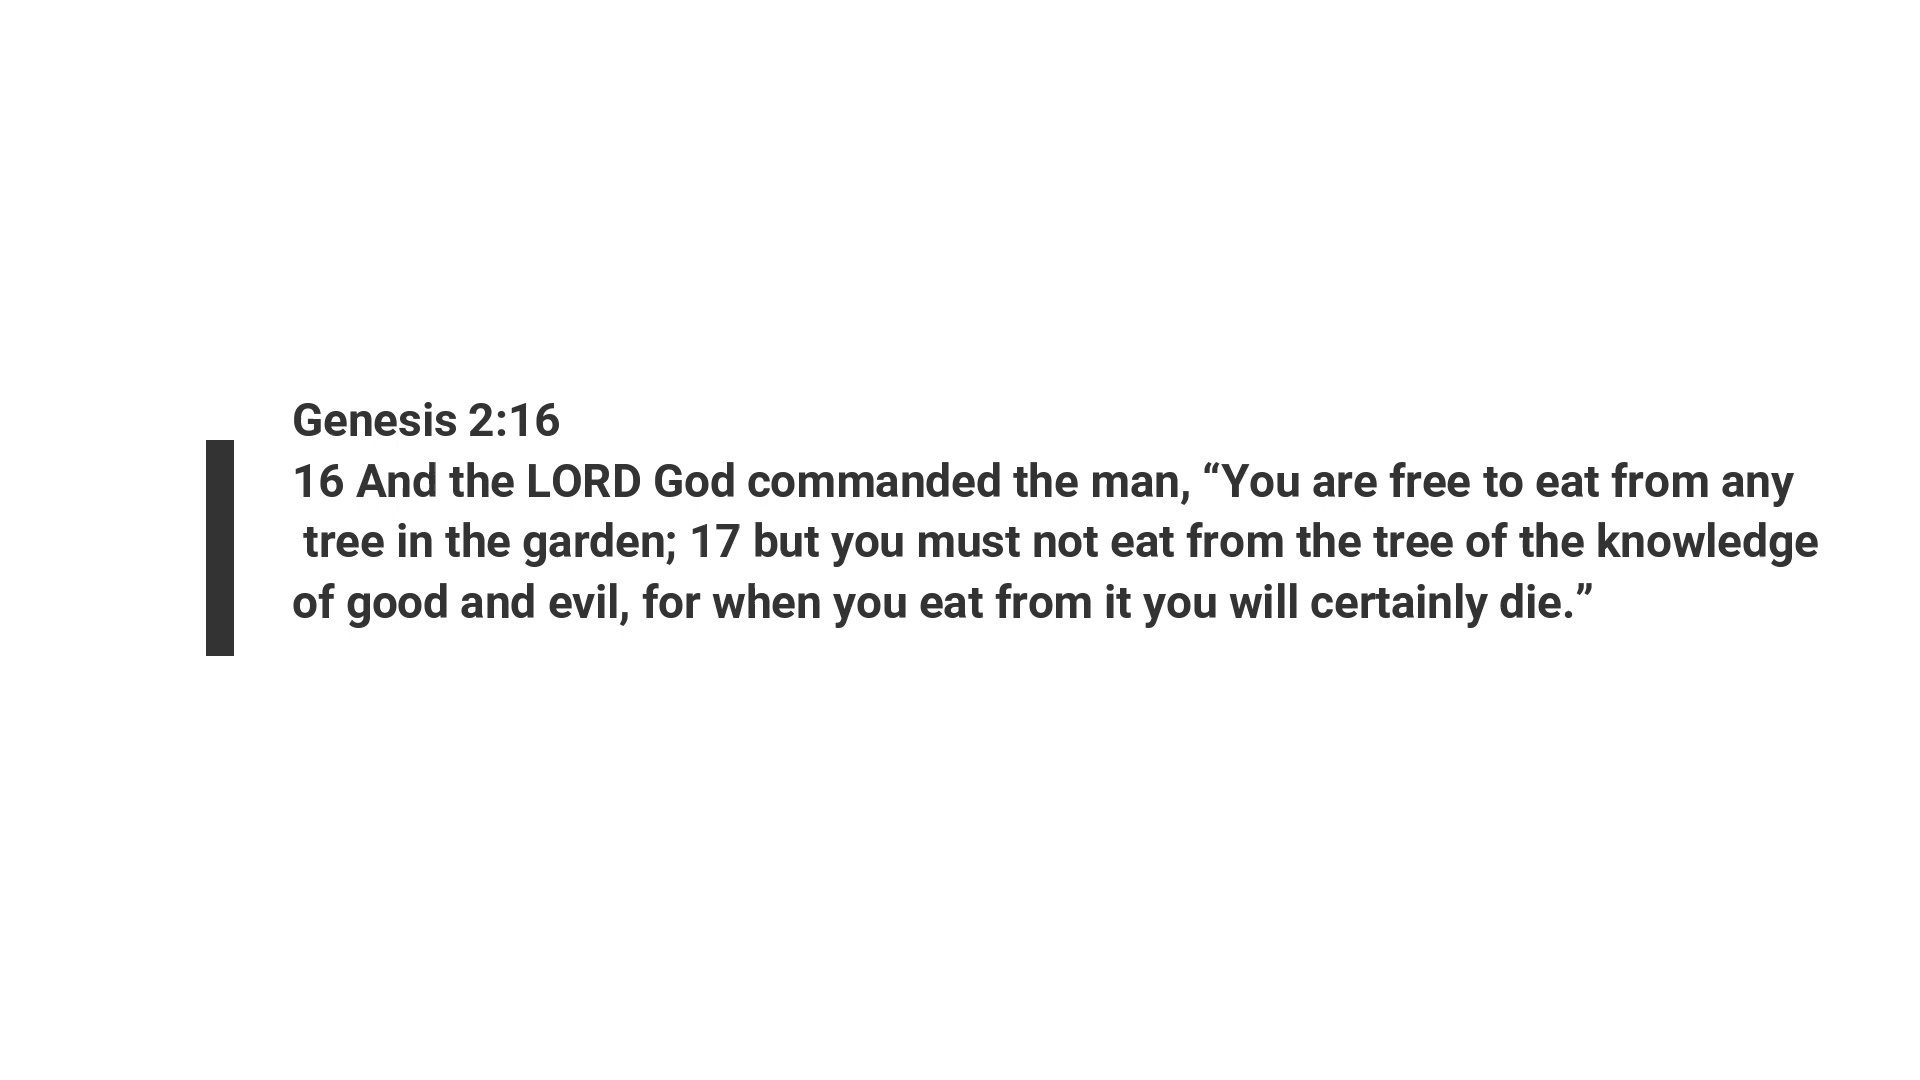 Genesis 2:16
16 And the LORD God commanded the man, “You are free to eat from any
tree in the garden; 17 but you must not eat from the tree of the knowledge
of good and evil, for when you eat from it you will certainly die.”